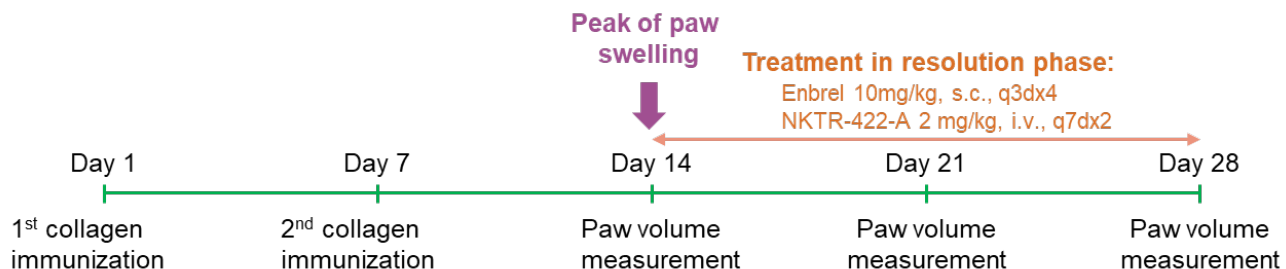 Peak of paw
swelling
Treatment in resolution phase:
Enbrel 10mg/kg, s.c., q3dx4
NKTR-422-A 2 mg/kg, i.v., q7dx2
Day 1
Day 7
Day 14
Day 21
Day 28
1st collagen
immunization
2nd collagen
immunization
Paw volume
measurement
Paw volume
measurement
Paw volume
measurement